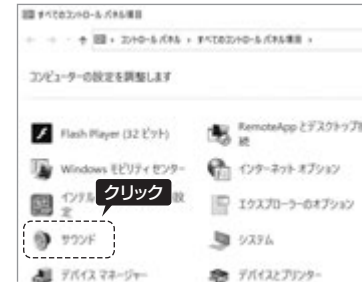 すべてのコントロール パネル項目
コントロール パネル › すべてのコントロール パネル項目 ›
コンピューターの設定を調整します
Flash Player (32 ビット)
RemoteApp とデスクトップ
続
Windows モビリティ センター
インターネット オプション
クリック
定
エクスプローラーのオプション
サウンド
システム
デバイス マネージャー
デバイスとプリンター